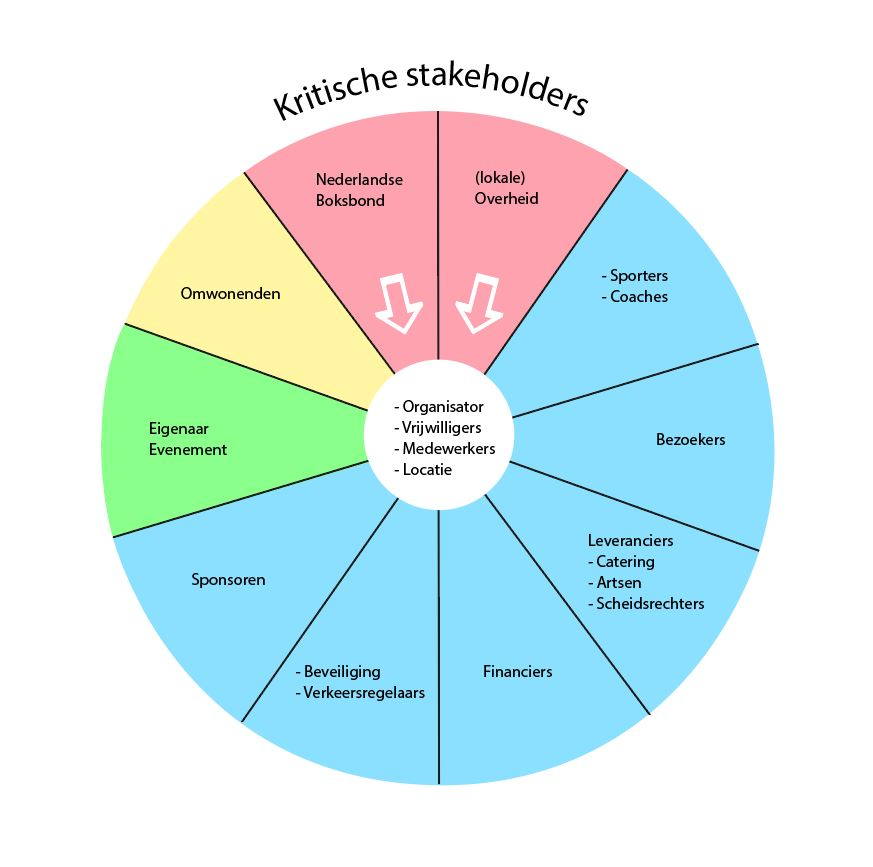 Kritische stakeholders
Nederlandse
Boksbond
(lokale)
Overheid
- Sporters
- Coaches
Bezoekers
Leveranciers
- Catering
- Artsen
- Scheidsrechters
Financiers
- Beveiliging
- Verkeersregelaars
Sponsoren
Eigenaar
Evenement
Omwonenden
- Organisator
- Vrijwilligers
- Medewerkers
- Locatie